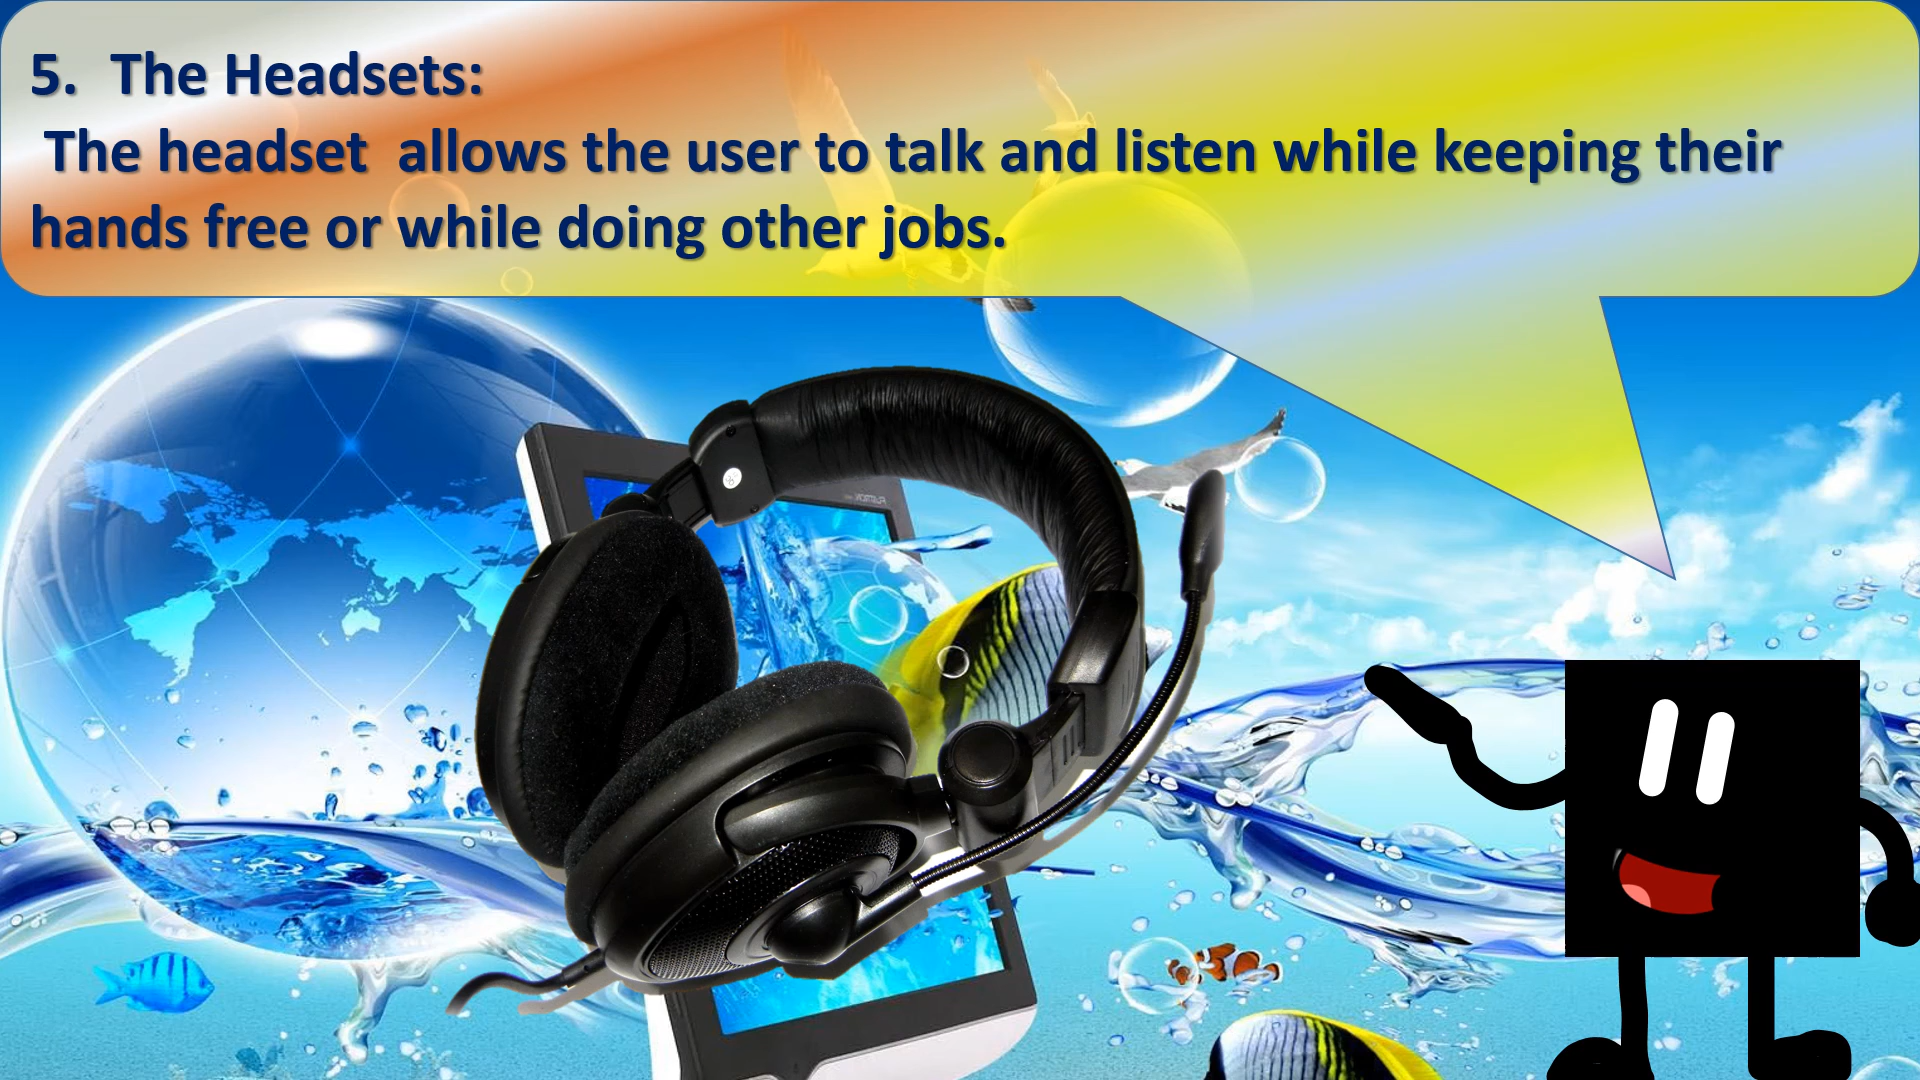 5. The Headsets:
The headset allows the user to talk and listen while keeping their
hands free or while doing other jobs.